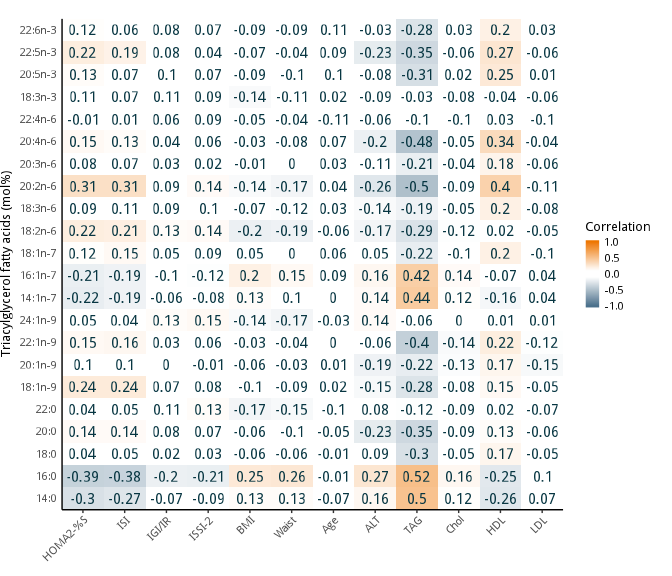 Triacylglycerol fatty acids (mol%)
22:6n-3 0.12 0.06 0.08 0.07 -0.09 -0.09 0.11 -0.03 -0.28 0.03 0.2 0.03
22:5n-3 0.22 0.19 0.08 0.04 -0.07 -0.04 0.09 -0.23 -0.35 -0.06 0.27 -0.06
20:5n-3 0.13 0.07 0.1 0.07 -0.09 -0.1 0.1 -0.08 -0.31 0.02 0.25 0.01
18:3n-3 0.11 0.07 0.11 0.09 -0.14 -0.11 0.02 -0.09 -0.03 -0.08 -0.04 -0.06
22:4n-6 -0.01 0.01 0.06 0.09 -0.05 -0.04 -0.11 -0.06 -0.1 -0.1 0.03 -0.1
20:4n-6 0.15 0.13 0.04 0.06 -0.03 -0.08 0.07 -0.2 -0.48 -0.05 0.34 -0.04
20:3n-6 0.08 0.07 0.03 0.02 -0.01 0 0.03 -0.11 -0.21 -0.04 0.18 -0.06
20:2n-6 0.31 0.31 0.09 0.14 -0.14 -0.17 0.04 -0.26 -0.5 -0.09 0.4 -0.11
18:3n-6 0.09 0.11 0.09 0.1 -0.07 -0.12 0.03 -0.14 -0.19 -0.05 0.2 -0.08
18:2n-6 0.22 0.21 0.13 0.14 -0.2 -0.19 -0.06 -0.17 -0.29 -0.12 0.02 -0.05
18:1n-7 0.12 0.15 0.05 0.09 0.05 0 0.06 0.05 -0.22 -0.1 0.2 -0.1
16:1n-7 -0.21 -0.19 -0.1 -0.12 0.2 0.15 0.09 0.16 0.42 0.14 -0.07 0.04
14:1n-7 -0.22 -0.19 -0.06 -0.08 0.13 0.1 0 0.14 0.44 0.12 -0.16 0.04
24:1n-9 0.05 0.04 0.13 0.15 -0.14 -0.17 -0.03 0.14 -0.06 0 0.01 0.01
22:1n-9 0.15 0.16 0.03 0.06 -0.03 -0.04 0 -0.06 -0.4 -0.14 0.22 -0.12
20:1n-9 0.1 0.1 0 -0.01 -0.06 -0.03 0.01 -0.19 -0.22 -0.13 0.17 -0.15
18:1n-9 0.24 0.24 0.07 0.08 -0.1 -0.09 0.02 -0.15 -0.28 -0.08 0.15 -0.05
22:0 0.04 0.05 0.11 0.13 -0.17 -0.15 -0.1 0.08 -0.12 -0.09 0.02 -0.07
20:0 0.14 0.14 0.08 0.07 -0.06 -0.1 -0.05 -0.23 -0.35 -0.09 0.13 -0.06
18:0 0.04 0.05 0.02 0.03 -0.06 -0.06 -0.01 0.09 -0.3 -0.05 0.17 -0.05
16:0 -0.39 -0.38 -0.2 -0.21 0.25 0.26 -0.01 0.27 0.52 0.16 -0.25 0.1
14:0 -0.3 -0.27 -0.07 -0.09 0.13 0.13 -0.07 0.16 0.5 0.12 -0.26 0.07
HOMA2-%S ISI IGI/IR ISSI-2 BMI Waist Age ALT TAG Chol HDL LDL
Correlation
1.0
0.5
0.0
-0.5
-1.0